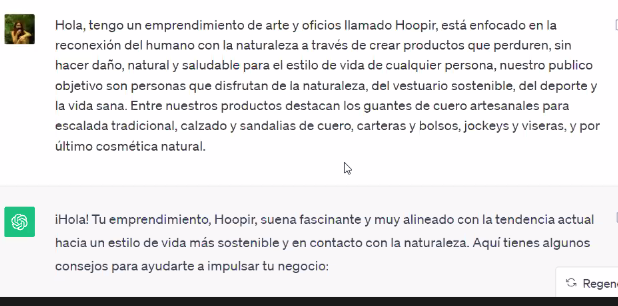 Hola, tengo un emprendimiento de arte y oficios llamado Hoopir, está enfocado en la
reconexión del humano con la naturaleza a través de crear productos que perduren, sin
hacer daño, natural y saludable para el estilo de vida de cualquier persona, nuestro publico
objetivo son personas que disfrutan de la naturaleza, del vestuario sostenible, del deporte y
la vida sana. Entre nuestros productos destacan los guantes de cuero artesanales para
escalada tradicional, calzado y sandalias de cuero, carteras y bolsos, jockeys y viseras, y por
último cosmética natural.
¡Hola! Tu emprendimiento, Hoopir, suena fascinante y muy alineado con la tendencia actual
hacia un estilo de vida más sostenible y en contacto con la naturaleza. Aquí tienes algunos
consejos para ayudarte a impulsar tu negocio:
Regen